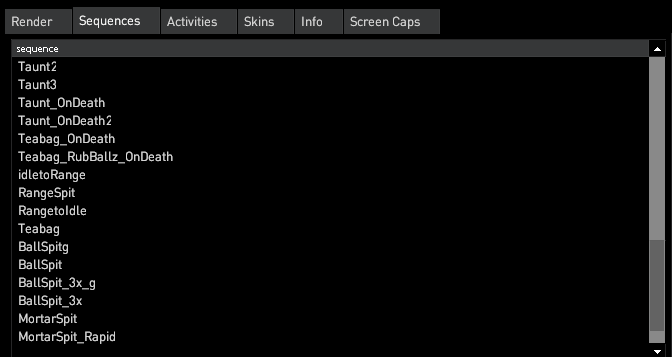 Render Sequences Activities Skins Info Screen Caps
sequence
Taunt2
Taunt3
Taunt_OnDeath
Taunt_OnDeath2
Teabag_OnDeath
Teabag_RubBallz_OnDeath
idletoRange
RangeSpit
RangetoIdle
Teabag
BallSpitg
BallSpit
BallSpit_3x_g
BallSpit_3x
MortarSpit
MortarSpit_Rapid